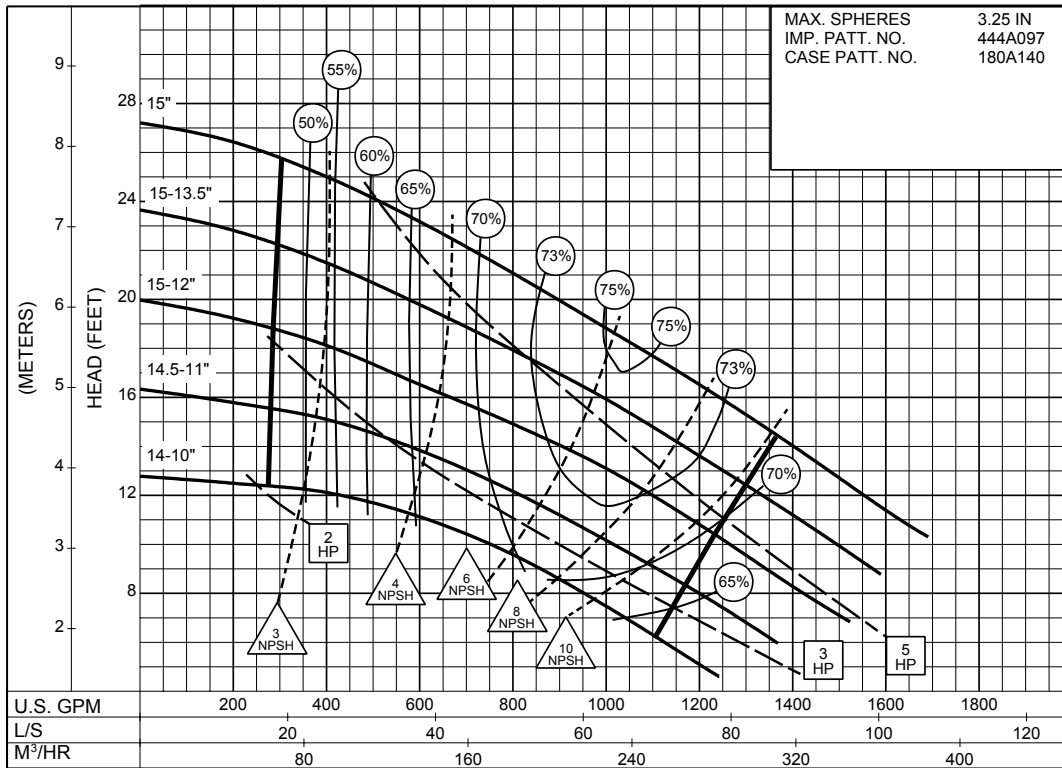 MAX. SPHERES 3.25 IN
IMP. PATT. NO. 444A097
CASE PATT. NO. 180A140
(METERS)
9
8
7
6
5
4
3
2
HEAD (FEET)
28
24
20
16
12
8
15"
15-13.5"
15-12"
14.5-11"
14-10"
50%
55%
60%
65%
70%
73%
75%
75%
73%
70%
65%
2
HP
3
HP
5
HP
3
NPSH
4
NPSH
6
NPSH
8
NPSH
10
NPSH
U.S. GPM 200 400 600 800 1000 1200 1400 1600 1800
L/S 20 40 60 80 100 120
M³/HR 80 160 240 320 400